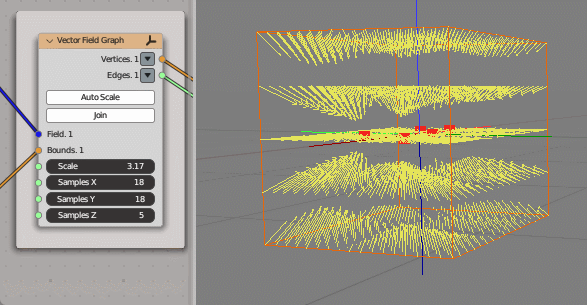 Vector Field Graph
Vertices. 1
Edges. 1
Auto Scale
Join
Field. 1
Bounds. 1
Scale 3.17
Samples X 18
Samples Y 18
Samples Z 5